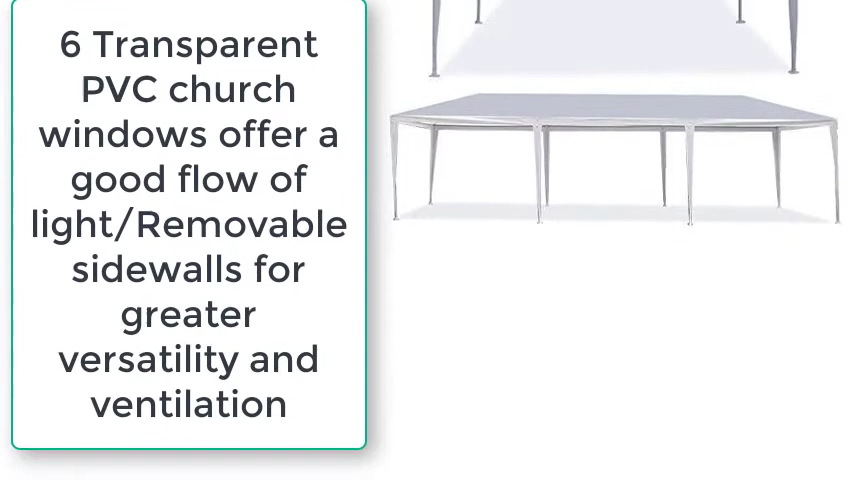 6 Transparent
PVC church
windows offer a
good flow of
light/Removable
sidewalls for
greater
versatility and
ventilation